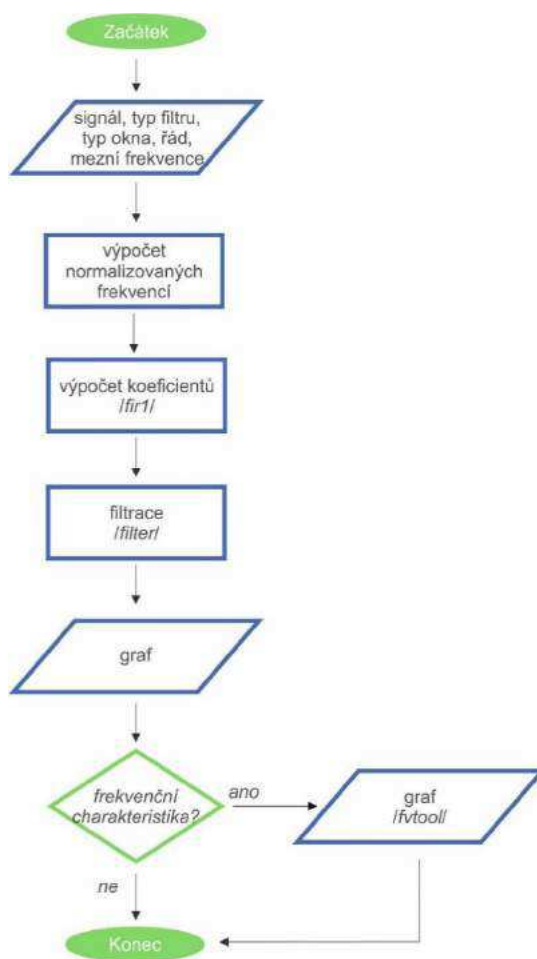 Začátek
signál, typ filtru,
typ okna, řád,
mezní frekvence
výpočet
normalizovaných
frekvencí
výpočet koeficientů
/fir1/
filtrace
/filter/
graf
frekvenční
charakteristika?
ano
graf
/fvtool/
ne
Konec